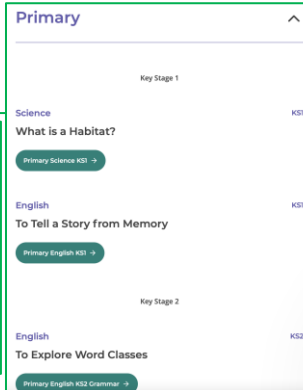 Primary
Key Stage 1
Science KS1
What is a Habitat?
Primary Science KS1 →
English KS1
To Tell a Story from Memory
Primary English KS1 →
Key Stage 2
English KS2
To Explore Word Classes
Primary English KS2 Grammar →